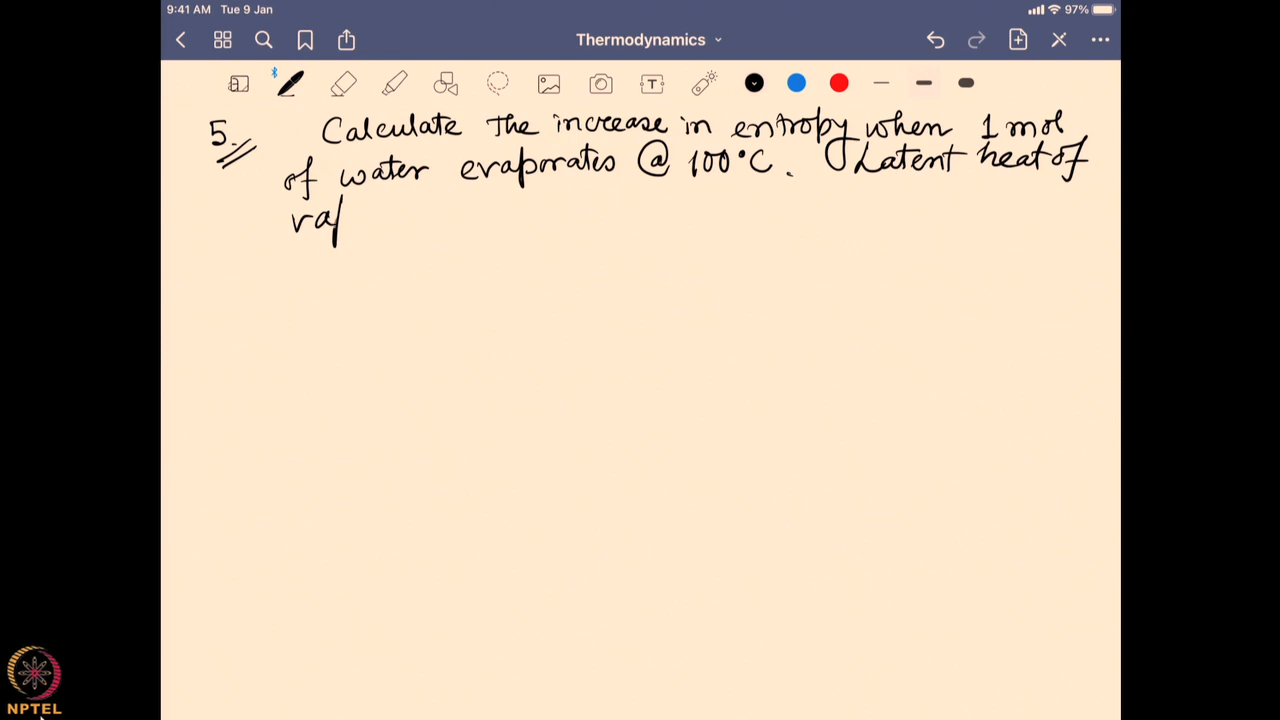 9:41 AM Tue 9 Jan
97%
Thermodynamics
T
5.
Calculate the increase in entropy when 1 mol
of water evaporates @ 100°C. Latent heat of
NPTEL